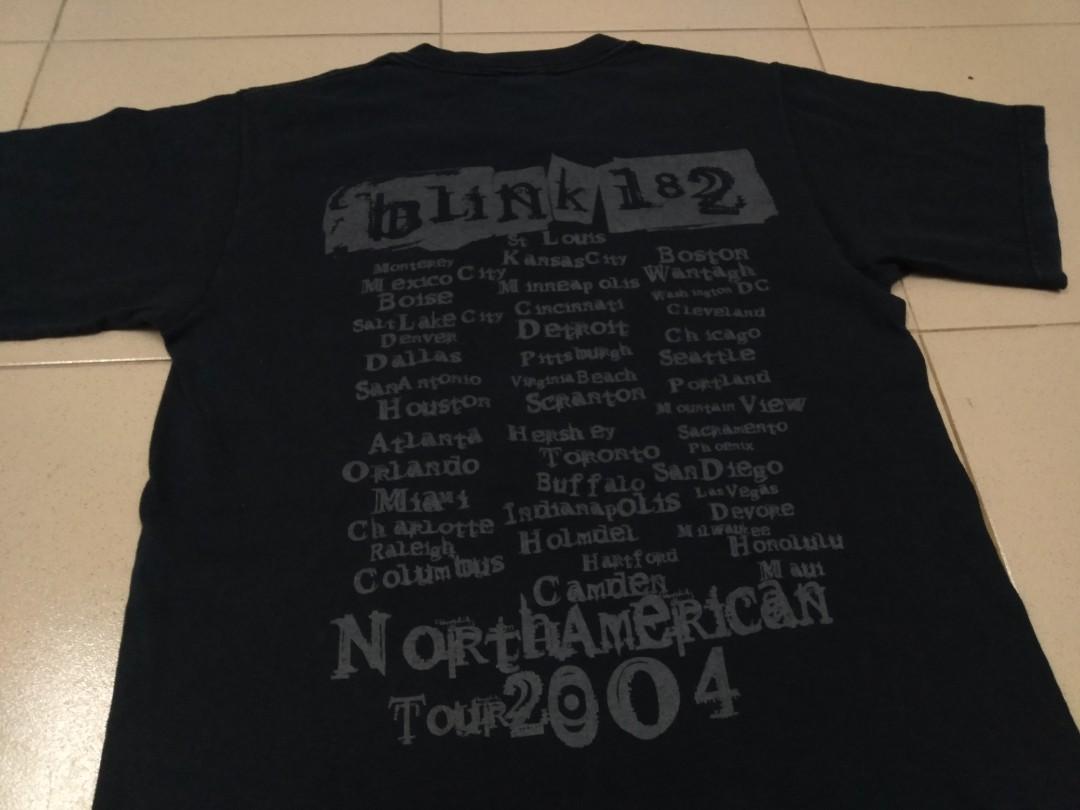 blink 182
Monterey
Mexico City
Boise
Salt Lake City
Denver
Dallas
San Antonio
Houston
Atlanta
Orlando
Miami
Charlotte
Raleigh
Columbus
St Louis
Kansas City
Minneapolis
Cincinnati
Detroit
Pittsburgh
Virginia Beach
Scranton
Hershey
Toronto
Buffalo
Indianapolis
Holmdel
Hartford
Camden
Boston
Wantagh
Washington DC
Cleveland
Chicago
Seattle
Portland
Mountain View
Sacramento
Phoenix
San Diego
Las Vegas
Devore
Milwaukee
Honolulu
Maui
North American
Tour 2004